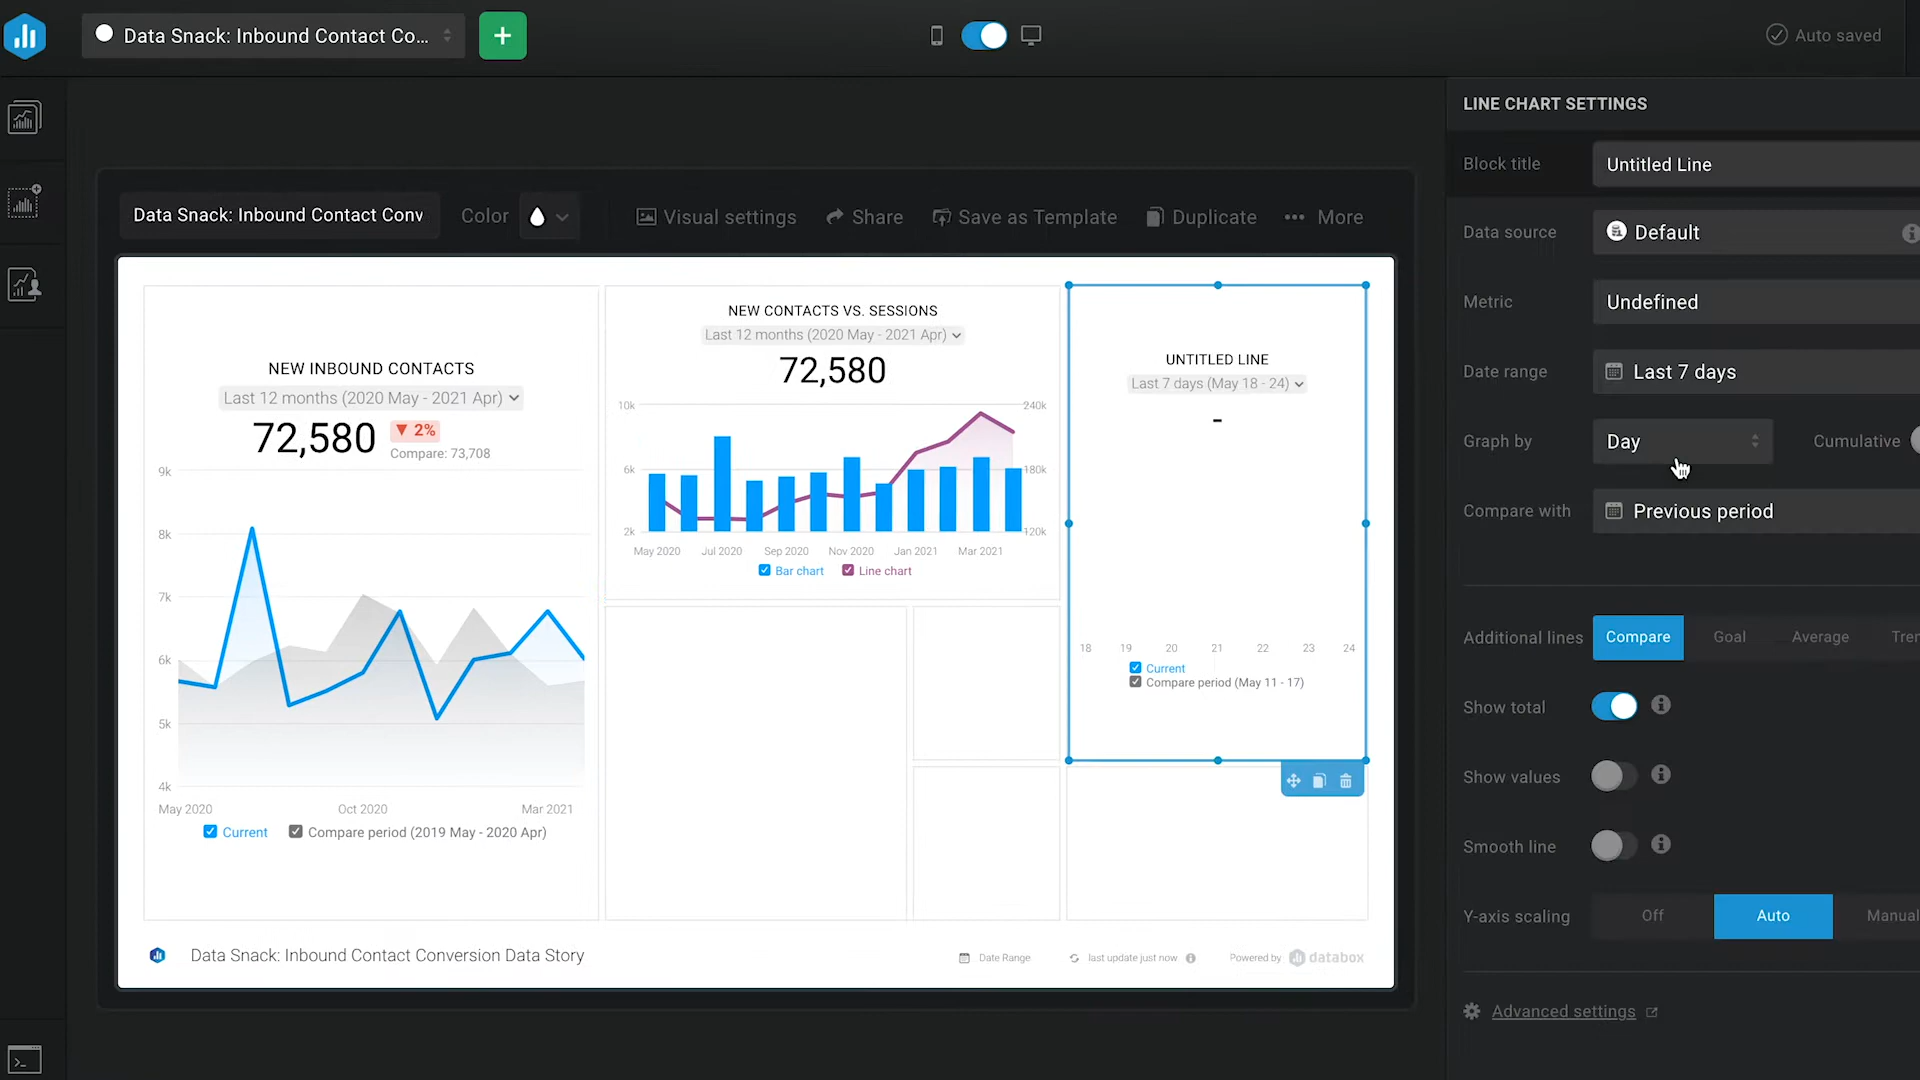 Data Snack: Inbound Contact Co...
Auto saved
Data Snack: Inbound Contact Conv
Color
Visual settings
Share
Save as Template
Duplicate
More
NEW INBOUND CONTACTS
Last 12 months (2020 May - 2021 Apr)
72,580
▼ 2%
Compare: 73,708
9k
8k
7k
6k
5k
4k
May 2020
Oct 2020
Mar 2021
Current
Compare period (2019 May - 2020 Apr)
NEW CONTACTS VS. SESSIONS
Last 12 months (2020 May - 2021 Apr)
72,580
10k
240k
6k
180k
2k
120k
May 2020
Jul 2020
Sep 2020
Nov 2020
Jan 2021
Mar 2021
Bar chart
Line chart
UNTITLED LINE
Last 7 days (May 18 - 24)
-
18
19
20
21
22
23
24
Current
Compare period (May 11 - 17)
Data Snack: Inbound Contact Conversion Data Story
Date Range
last update just now
Powered by
databox
LINE CHART SETTINGS
Block title
Untitled Line
Data source
Default
Metric
Undefined
Date range
Last 7 days
Graph by
Day
Cumulative
Compare with
Previous period
Additional lines
Compare
Goal
Average
Tren
Show total
Show values
Smooth line
Y-axis scaling
Off
Auto
Manual
Advanced settings